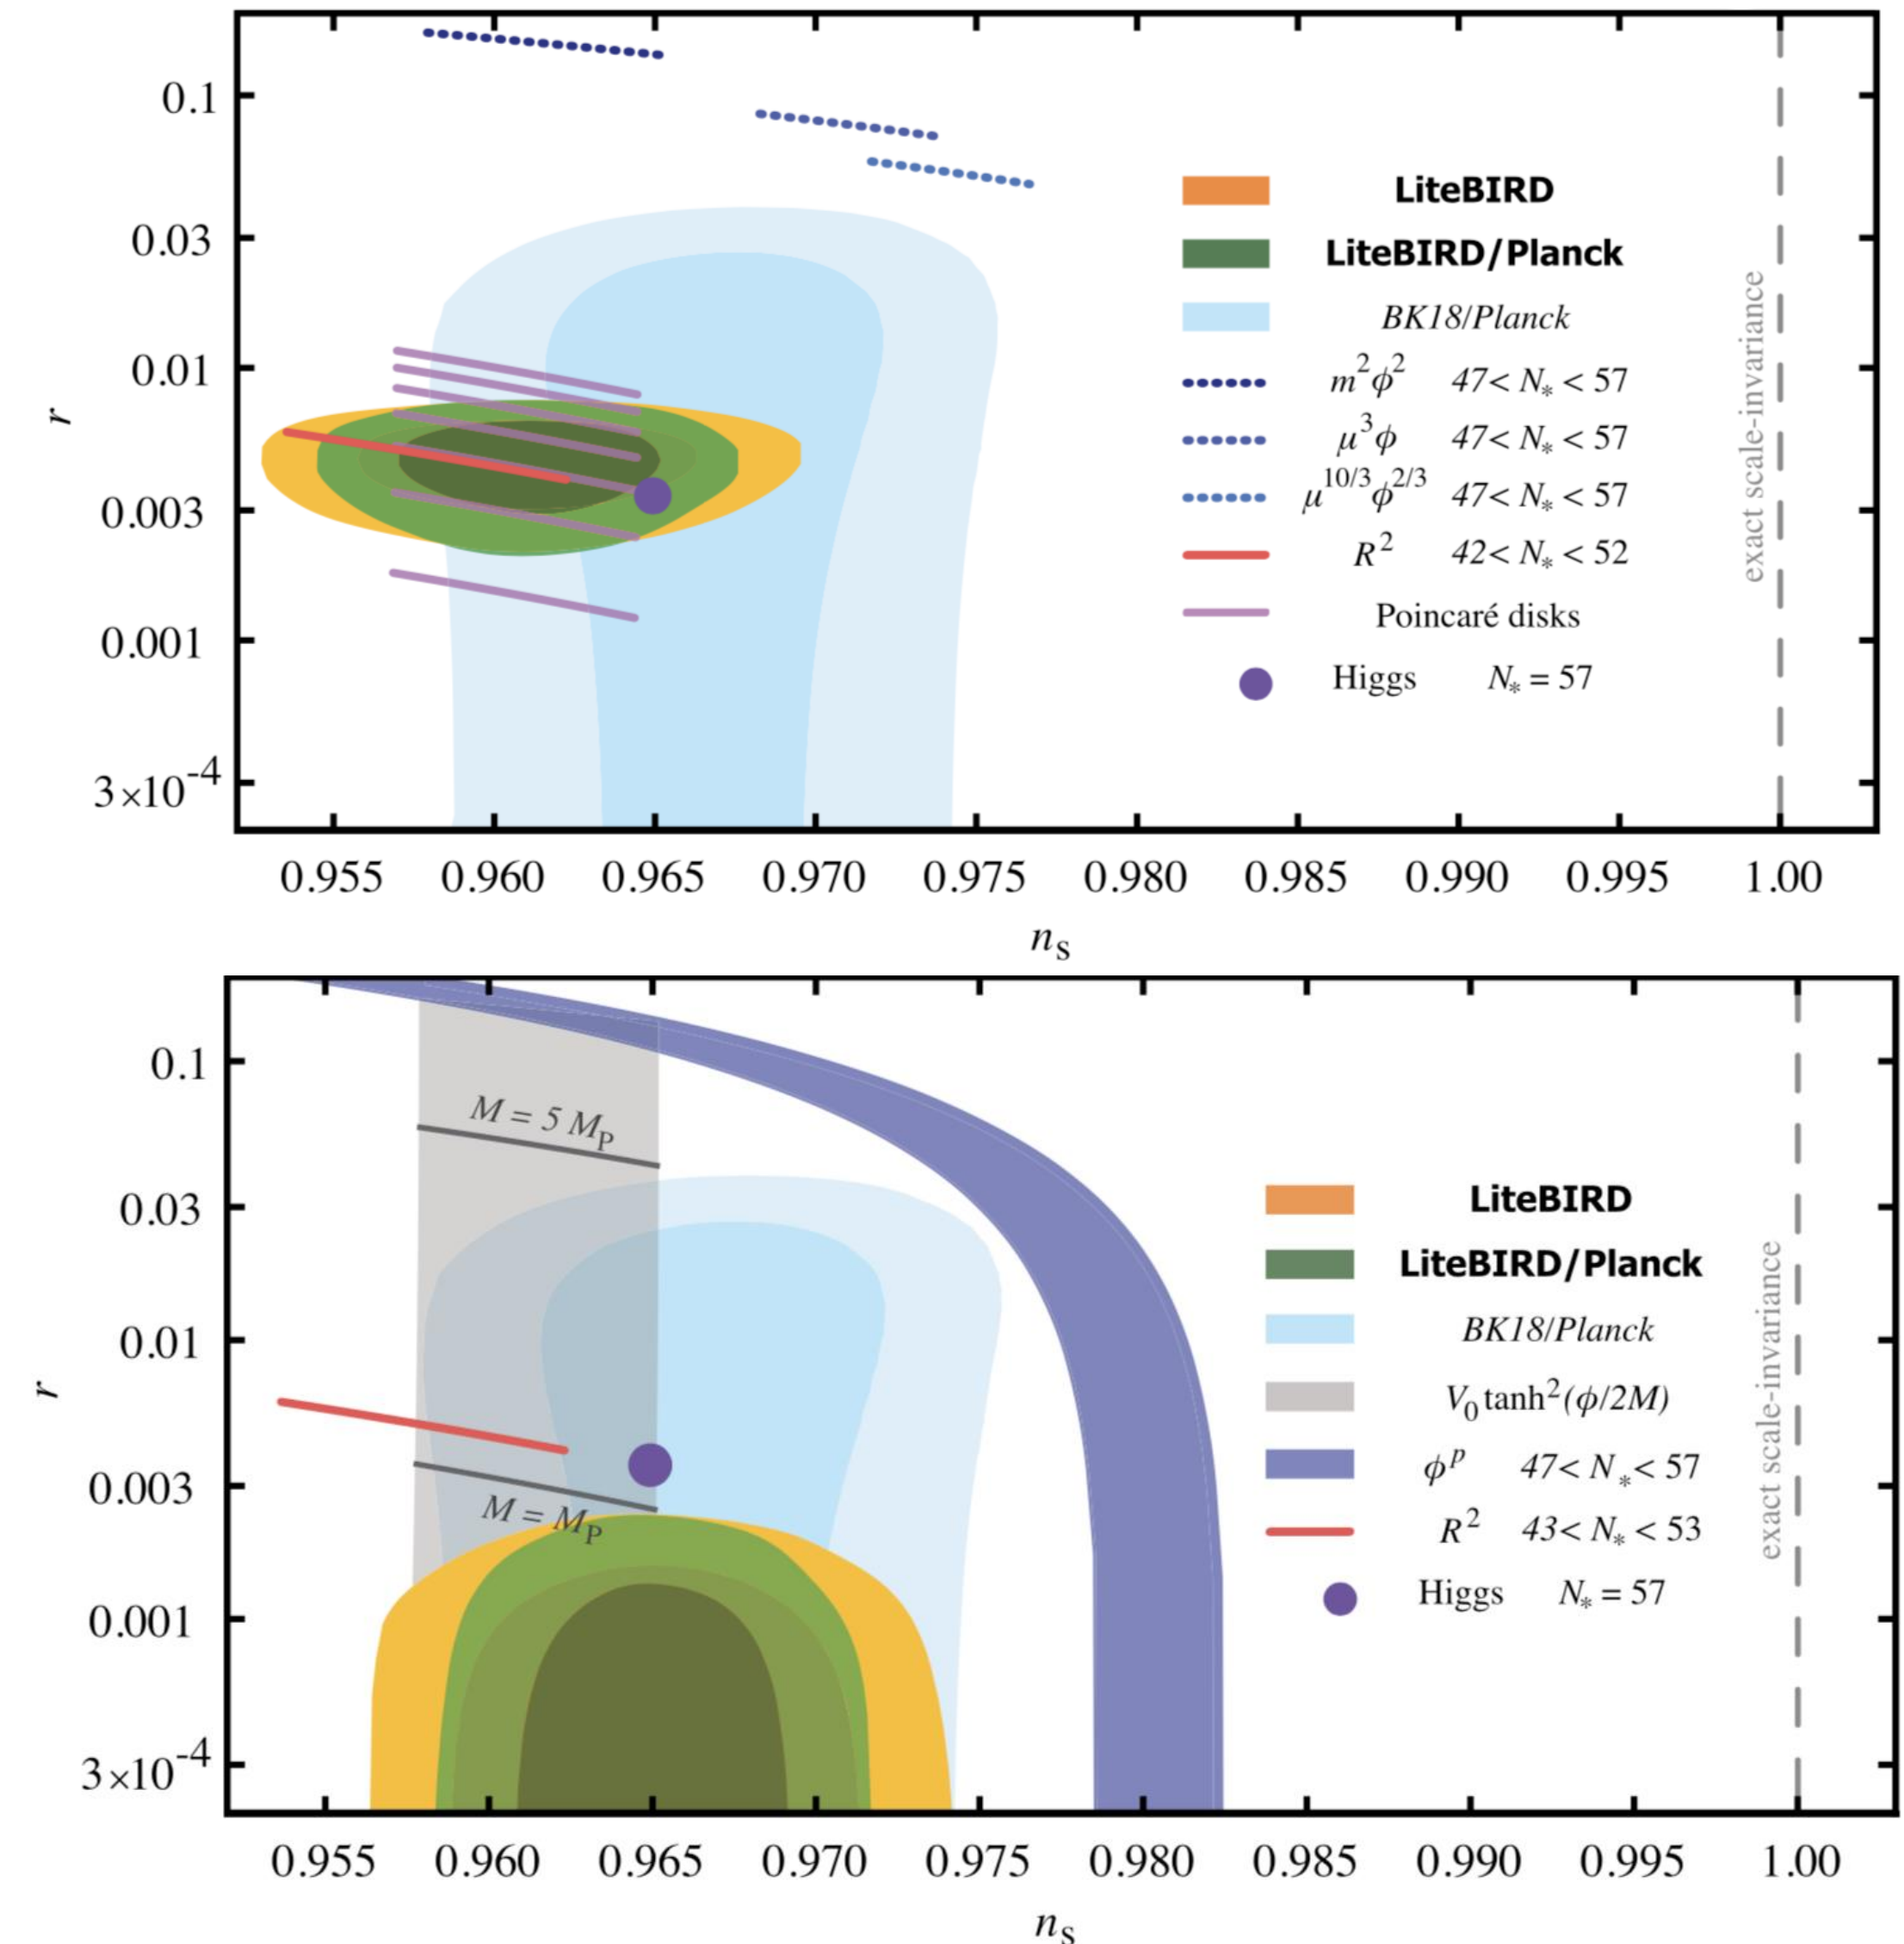 0.1
0.03
0.01
0.003
0.001
3×10⁻⁴
r
LiteBIRD
LiteBIRD/Planck
BK18/Planck
m²ϕ² 47< N* < 57
μ³ϕ 47< N* < 57
μ^10/3 ϕ^2/3 47< N* < 57
R² 42< N* < 52
Poincaré disks
Higgs N* = 57
exact scale-invariance
0.955 0.960 0.965 0.970 0.975 0.980 0.985 0.990 0.995 1.00
nₛ
0.1
0.03
0.01
0.003
0.001
3×10⁻⁴
r
M = 5 M_P
M = M_P
LiteBIRD
LiteBIRD/Planck
BK18/Planck
V₀ tanh²(ϕ/2M)
ϕ^p 47< N* < 57
R² 43< N* < 53
Higgs N* = 57
exact scale-invariance
0.955 0.960 0.965 0.970 0.975 0.980 0.985 0.990 0.995 1.00
nₛ